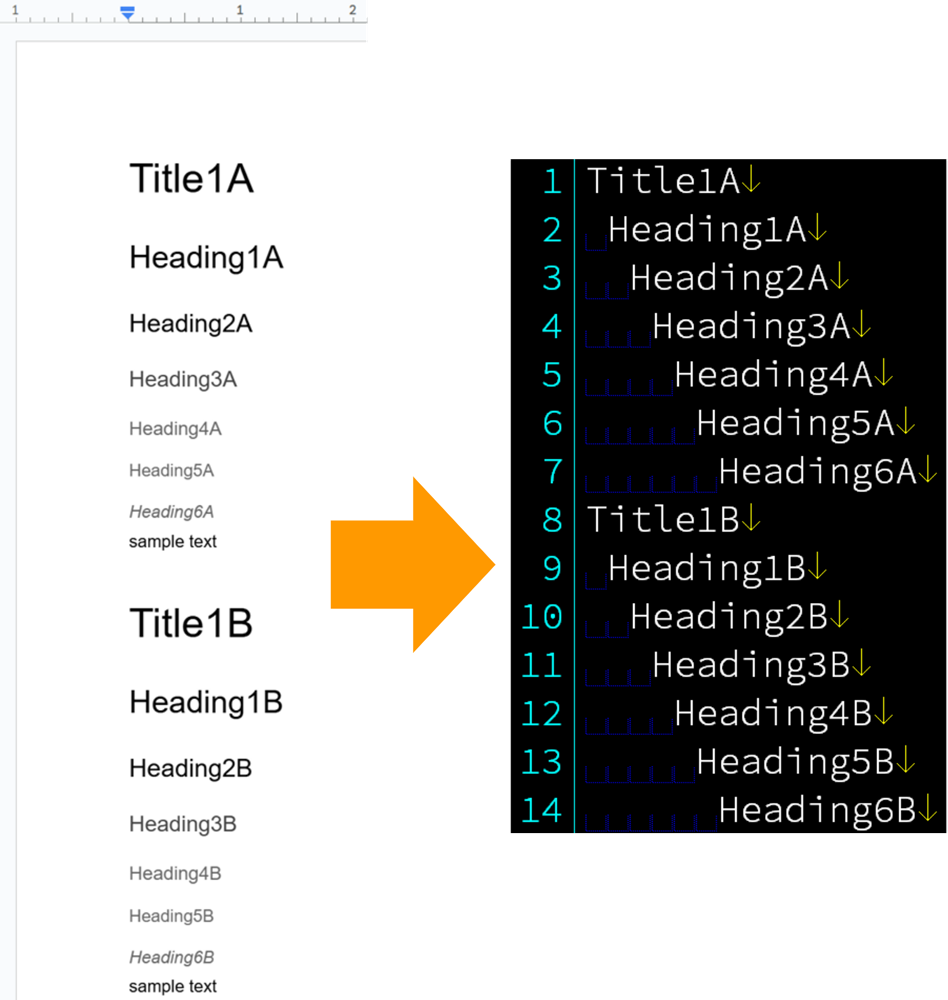 1 1 2
Title1A
Heading1A
Heading2A
Heading3A
Heading4A
Heading5A
Heading6A
sample text
Title1B
Heading1B
Heading2B
Heading3B
Heading4B
Heading5B
Heading6B
sample text
1 Title1A↓
2 Heading1A↓
3 Heading2A↓
4 Heading3A↓
5 Heading4A↓
6 Heading5A↓
7 Heading6A↓
8 Title1B↓
9 Heading1B↓
10 Heading2B↓
11 Heading3B↓
12 Heading4B↓
13 Heading5B↓
14 Heading6B↓